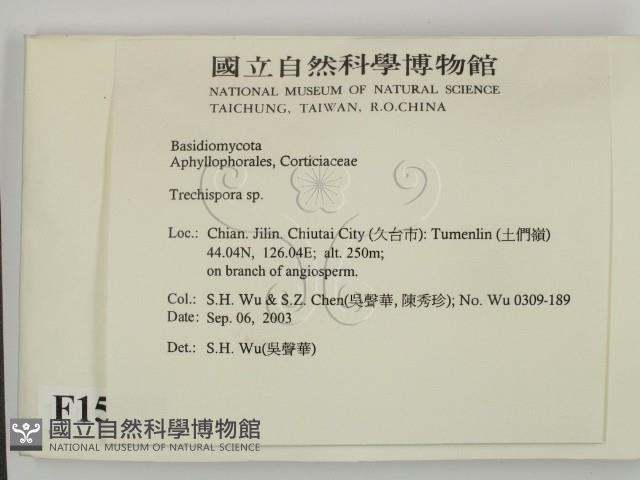 國立自然科學博物館
NATIONAL MUSEUM OF NATURAL SCIENCE
TAICHUNG, TAIWAN, R.O.CHINA
Basidiomycota
Aphyllophorales, Corticiaceae
Trechispora sp.
Loc.: Chian. Jilin. Chiutai City (久台市): Tumenlin (土們嶺)
44.04N, 126.04E; alt. 250m;
on branch of angiosperm.
Col.: S.H. Wu & S.Z. Chen(吳聲華, 陳秀珍); No. Wu 0309-189
Date: Sep. 06, 2003
Det.: S.H. Wu(吳聲華)
F15
國立自然科學博物館
NATIONAL MUSEUM OF NATURAL SCIENCE